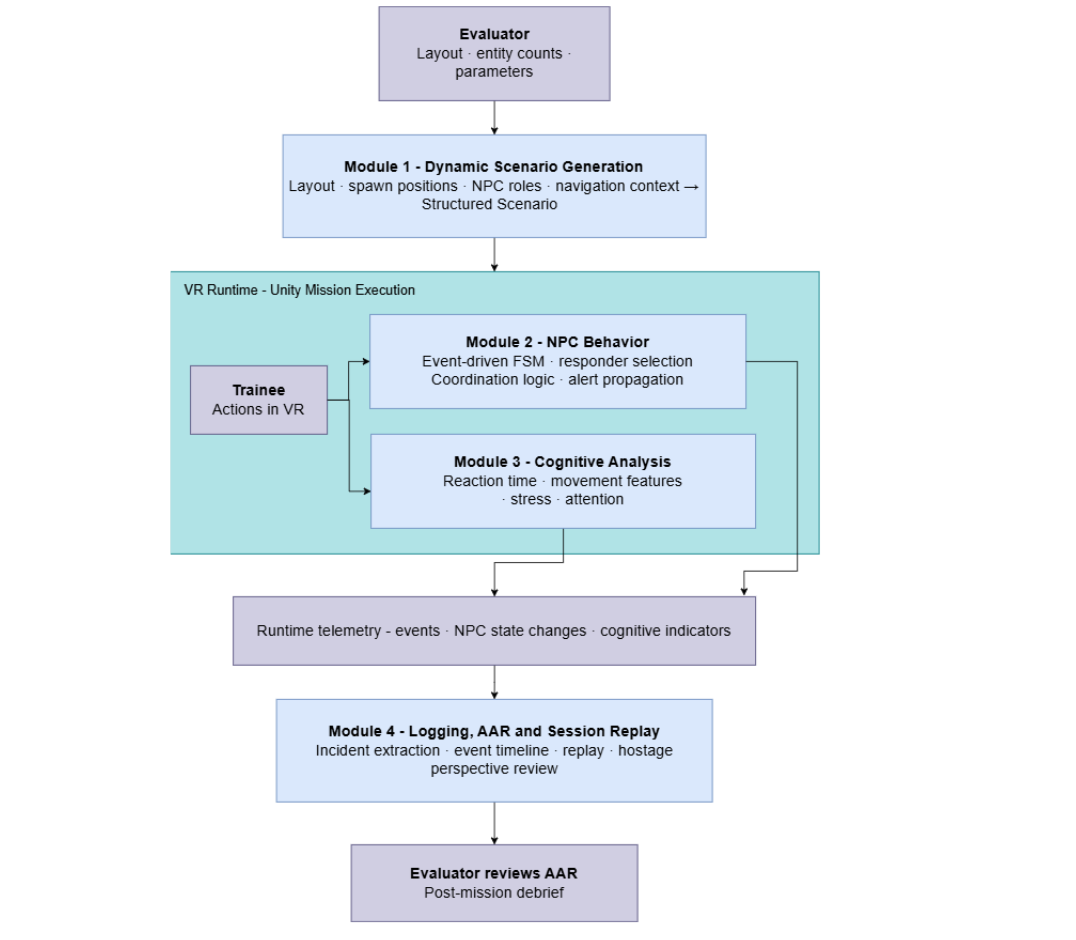 Evaluator
Layout · entity counts ·
parameters
Module 1 - Dynamic Scenario Generation
Layout · spawn positions · NPC roles · navigation context →
Structured Scenario
VR Runtime - Unity Mission Execution
Module 2 - NPC Behavior
Event-driven FSM · responder selection
Coordination logic · alert propagation
Trainee
Actions in VR
Module 3 - Cognitive Analysis
Reaction time · movement features
· stress · attention
Runtime telemetry - events · NPC state changes · cognitive indicators
Module 4 - Logging, AAR and Session Replay
Incident extraction · event timeline · replay · hostage
perspective review
Evaluator reviews AAR
Post-mission debrief